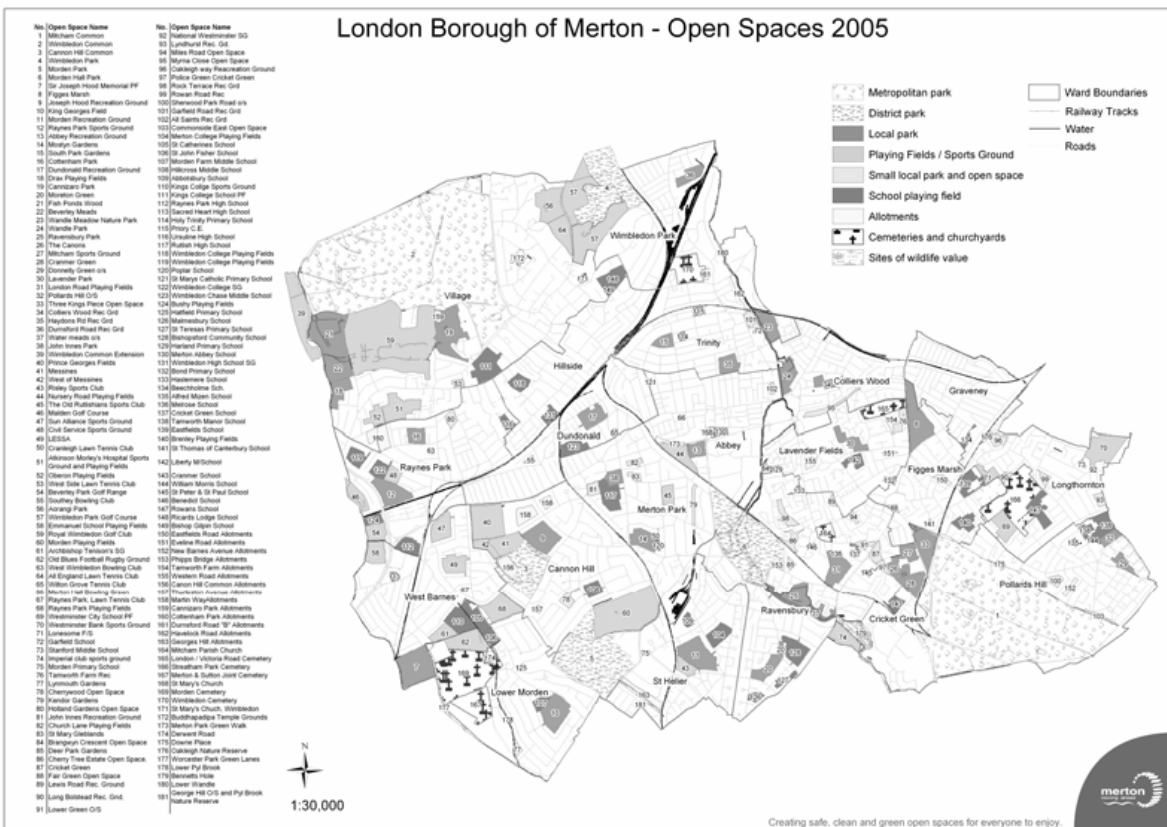 London Borough of Merton - Open Spaces 2005
No. Open Space Name
1 Mitcham Common
2 Wimbledon Common
3 Cannon Hill Common
4 Wimbledon Park
5 Morden Park
6 Morden Hall Park
7 Sir Joseph Hood Memorial PF
8 Figges Marsh
9 Joseph Hood Recreation Ground
10 King Georges Field
11 Morden Recreation Ground
12 Raynes Park Sports Ground
13 Abbey Recreation Ground
14 Mostyn Gardens
15 South Park Gardens
16 Cottenham Park
17 Dundonald Recreation Ground
18 Drax Playing Fields
19 Cannizaro Park
20 Moreton Green
21 Fish Ponds Wood
22 Beverley Meads
23 Wandle Meadow Nature Park
24 Wandle Park
25 Ravensbury Park
26 The Canons
27 Mitcham Sports Ground
28 Cranmer Green
29 Donnelly Green o/s
30 Lavender Park
31 London Road Playing Fields
32 Pollards Hill O/S
33 Three Kings Piece Open Space
34 Colliers Wood Rec Grd
35 Haydons Rd Rec Grd
36 Durnsford Road Rec Grd
37 Water meads o/s
38 John Innes Park
39 Wimbledon Common Extension
40 Prince Georges Fields
41 Messines
42 West of Messines
43 Risley Sports Club
44 Nursery Road Playing Fields
45 The Old Rutlishians Sports Club
46 Malden Golf Course
47 Sun Alliance Sports Ground
48 Civil Service Sports Ground
49 LESSA
50 Cranleigh Lawn Tennis Club
51 Atkinson Morley's Hospital Sports
Ground and Playing Fields
52 Oberon Playing Fields
53 West Side Lawn Tennis Club
54 Beverley Park Golf Range
55 Southey Bowling Club
56 Aorangi Park
57 Wimbledon Park Golf Course
58 Emmanuel School Playing Fields
59 Royal Wimbledon Golf Club
60 Morden Playing Fields
61 Archbishop Tenison's SG
62 Old Blues Football Rugby Ground
63 West Wimbledon Bowling Club
64 All England Lawn Tennis Club
65 Wilton Grove Tennis Club
66 Merton Hall Bowling Green
67 Raynes Park, Lawn Tennis Club
68 Raynes Park Playing Fields
69 Westminster City School PF
70 Westminster Bank Sports Ground
71 Lonesome F/S
72 Garfield School
73 Stanford Middle School
74 Imperial club sports ground
75 Morden Primary School
76 Tamworth Farm Rec
77 Lynmouth Gardens
78 Cherrywood Open Space
79 Kendor Gardens
80 Holland Gardens Open Space
81 John Innes Recreation Ground
82 Church Lane Playing Fields
83 St Mary Gleblands
84 Brangwyn Crescent Open Space
85 Deer Park Gardens
86 Cherry Tree Estate Open Space.
87 Cricket Green
88 Fair Green Open Space
89 Lewis Road Rec. Ground
90 Long Bolstead Rec. Gnd.
91 Lower Green O/S
No. Open Space Name
92 National Westminster SG
93 Lyndhurst Rec. Gd.
94 Miles Road Open Space
95 Myrna Close Open Space
96 Oakleigh way Reacreation Ground
97 Police Green Cricket Green
98 Rock Terrace Rec Grd
99 Rowan Road Rec
100 Sherwood Park Road o/s
101 Garfield Road Rec Grd
102 All Saints Rec Grd
103 Commonside East Open Space
104 Merton College Playing Fields
105 St Catherines School
106 St John Fisher School
107 Morden Farm Middle School
108 Hillcross Middle School
109 Abbotsbury School
110 Kings Collge Sports Ground
111 Kings College School PF
112 Raynes Park High School
113 Sacred Heart High School
114 Holy Trinity Primary School
115 Priory C.E.
116 Ursuline High School
117 Rutlish High School
118 Wimbledon College Playing Fields
119 Wimbledon College Playing Fields
120 Poplar School
121 St Marys Catholic Primary School
122 Wimbledon College SG
123 Wimbledon Chase Middle School
124 Bushy Playing Fields
125 Hatfield Primary School
126 Malmesbury School
127 St Teresas Primary School
128 Bishopsford Community School
129 Harland Primary School
130 Merton Abbey School
131 Wimbledon High School SG
132 Bond Primary School
133 Haslemere School
134 Beecholme Sch.
135 Alfred Mizen School
136 Melrose School
137 Cricket Green School
138 Tamworth Manor School
139 Eastfields School
140 Brenley Playing Fields
141 St Thomas of Canterbury School
142 Liberty M/School
143 Cranmer School
144 William Morris School
145 St Peter & St Paul School
146 Benedict School
147 Rowans School
148 Ricards Lodge School
149 Bishop Gilpin School
150 Eastfields Road Allotments
151 Eveline Road Allotments
152 New Barnes Avenue Allotments
153 Phipps Bridge Allotments
154 Tamworth Farm Allotments
155 Western Road Allotments
156 Canon Hill Common Allotments
157 Thurleston Avenue Allotments
158 Martin WayAllotments
159 Cannizaro Park Allotments
160 Cottenham Park Allotments
161 Durnsford Road "B" Allotments
162 Havelock Road Allotments
163 Georges Hill Allotments
164 Mitcham Parish Church
165 London / Victoria Road Cemetery
166 Streatham Park Cemetery
167 Merton & Sutton Joint Cemetery
168 St Mary's Church
169 Morden Cemetery
170 Wimbledon Cemetery
171 St Mary's Chuch, Wimbledon
172 Buddhapadipa Temple Grounds
173 Merton Park Green Walk
174 Derwent Road
175 Downe Place
176 Oakleigh Nature Reserve
177 Worcester Park Green Lanes
178 Lower Pyl Brook
179 Bennetts Hole
180 Lower Wandle
181 George Hill O/S and Pyl Brook
Nature Reserve
Metropolitan park
District park
Local park
Playing Fields / Sports Ground
Small local park and open space
School playing field
Allotments
Cemeteries and churchyards
Sites of wildlife value
Ward Boundaries
Railway Tracks
Water
Roads
Wimbledon Park
Village
Hillside
Trinity
Colliers Wood
Graveney
Dundonald
Abbey
Raynes Park
Lavender Fields
Figges Marsh
Longthornton
Merton Park
Cannon Hill
West Barnes
Ravensbury
Cricket Green
Pollards Hill
St Helier
Lower Morden
N
1:30,000
merton
Creating safe, clean and green open spaces for everyone to enjoy.